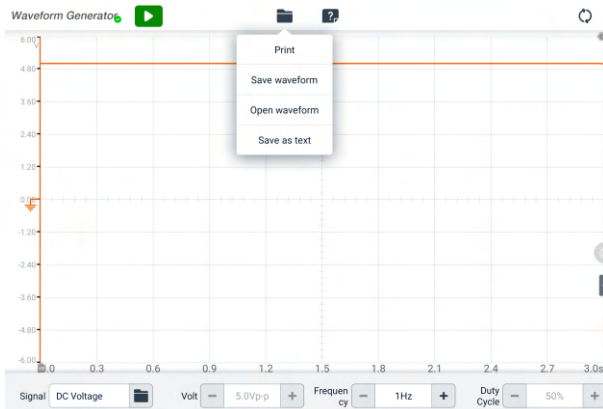 Waveform Generator
?
Print
Save waveform
Open waveform
Save as text
6.00
V
4.80
3.60
2.40
1.20
0.00
-1.20
-2.40
-3.60
-4.80
-6.00
0.0 0.3 0.6 0.9 1.2 1.5 1.8 2.1 2.4 2.7 3.0s
Signal DC Voltage Volt − 5.0Vp-p + Frequen
cy − 1Hz + Duty
Cycle − 50% +